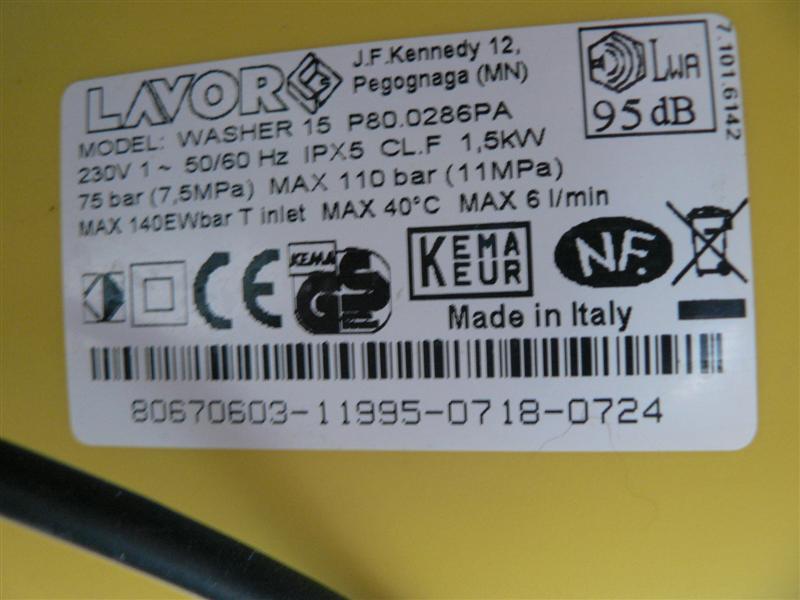 LAVOR
J.F.Kennedy 12,
Pegognaga (MN)
LWA
95 dB
7.101.6142
MODEL: WASHER 15 P80.0286PA
230V 1~ 50/60 Hz IPX5 CL.F 1,5kW
75 bar (7,5MPa) MAX 110 bar (11MPa)
MAX 140EWbar T inlet MAX 40°C MAX 6 l/min
CE
KEMA
GS
KEMA
EUR
NF.
Made in Italy
80670603-11995-0718-0724